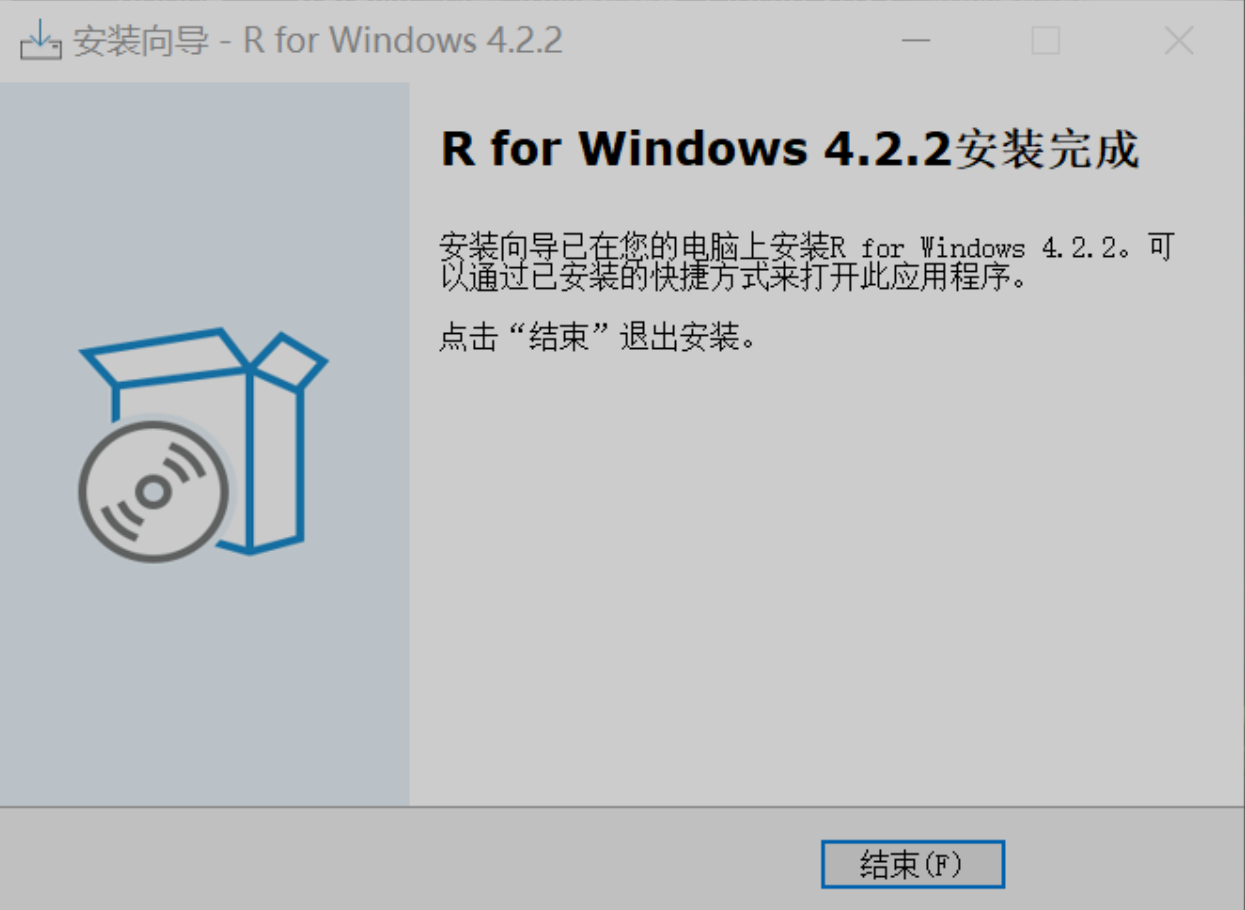 安装向导 - R for Windows 4.2.2
R for Windows 4.2.2安装完成
安装向导已在您的电脑上安装R for Windows 4.2.2。可
以通过已安装的快捷方式来打开此应用程序。
点击“结束”退出安装。
结束(F)